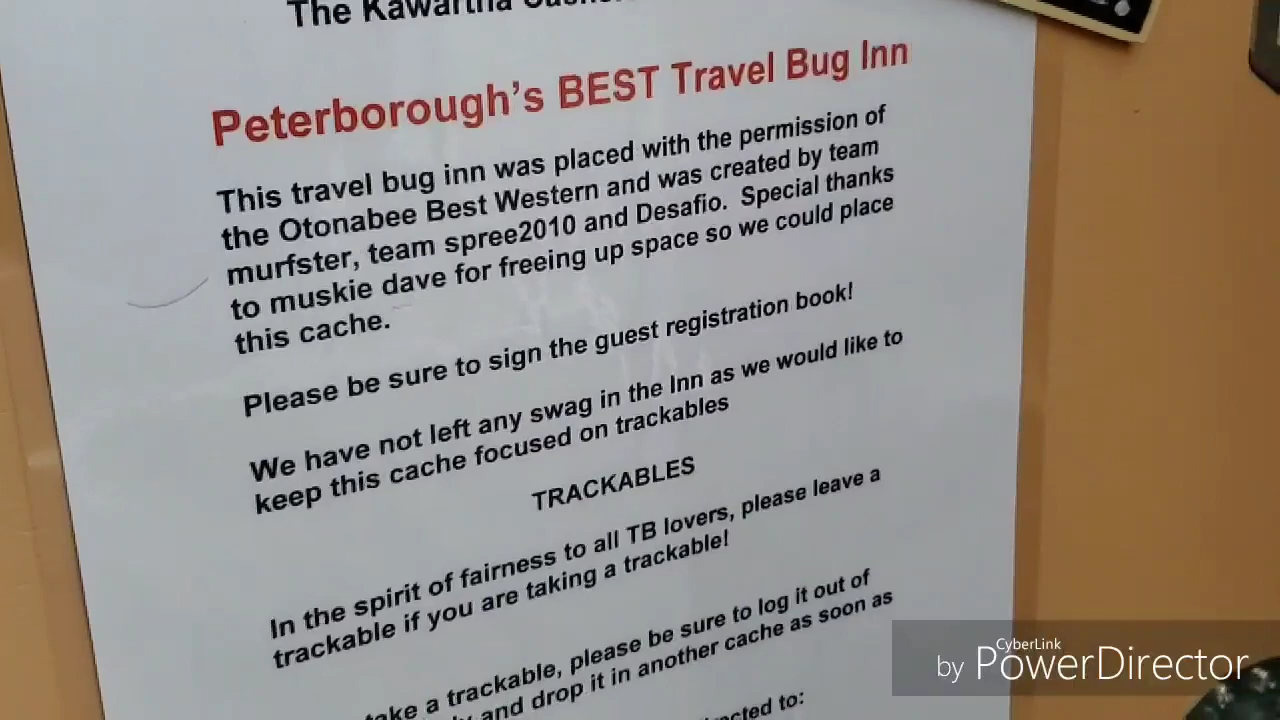 The Kawartha
Peterborough's BEST Travel Bug Inn
This travel bug inn was placed with the permission of
the Otonabee Best Western and was created by team
murfster, team spree2010 and Desafio. Special thanks
to muskie dave for freeing up space so we could place
this cache.
Please be sure to sign the guest registration book!
We have not left any swag in the Inn as we would like to
keep this cache focused on trackables
TRACKABLES
In the spirit of fairness to all TB lovers, please leave a
trackable if you are taking a trackable!
take a trackable, please be sure to log it out of
and drop it in another cache as soon as
to:
CyberLink
by PowerDirector